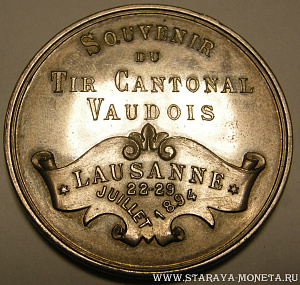 SOUVENIR
DU
TIR CANTONAL
VAUDOIS
LAUSANNE
22-29
JUILLET 1894
WWW.STARAYA-MONETA.RU